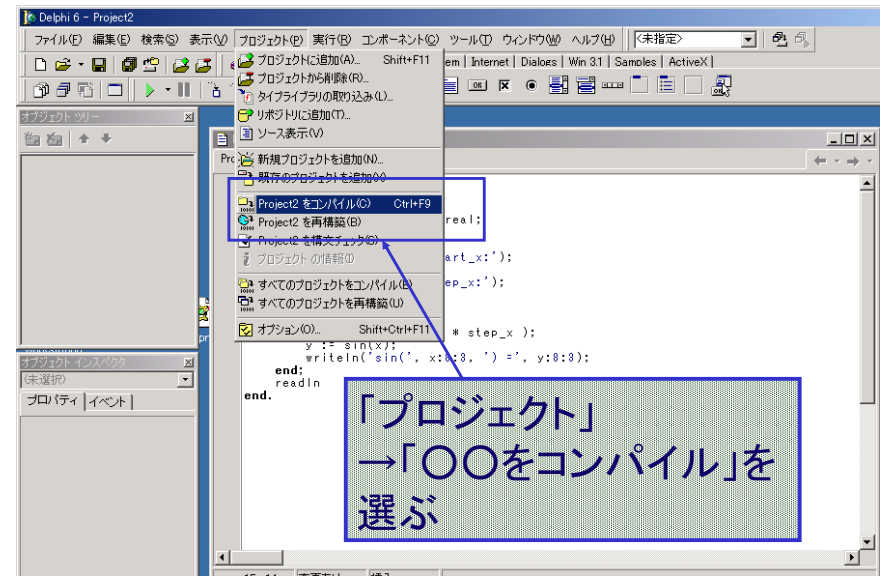 Delphi 6 - Project2
ファイル(F) 編集(E) 検索(S) 表示(V) プロジェクト(P) 実行(R) コンポーネント(C) ツール(T) ウィンドウ(W) ヘルプ(H) <未指定>
プロジェクトに追加(A)... Shift+F11
em | Internet | Dialogs | Win 3.1 | Samples | ActiveX |
プロジェクトから削除(R)...
タイプライブラリの取り込み(L)...
リポジトリに追加(T)...
ソース表示(V)
新規プロジェクトを追加(N)...
既存のプロジェクトを追加(X)...
Project2 をコンパイル(C) Ctrl+F9
Project2 を再構築(B)
Project2 を構文チェック(S)
プロジェクト の情報(I)
すべてのプロジェクトをコンパイル(E)
すべてのプロジェクトを再構築(U)
オプション(O)... Shift+Ctrl+F11
オブジェクト ツリー
real;
art_x:');
ep_x:');
* step_x );
y := sin(x);
writeln('sin(', x:8:3, ') =', y:8:3);
end;
readln
end.
オブジェクト インスペクタ
(未選択)
プロパティ イベント
「プロジェクト」
→「〇〇をコンパイル」を
選ぶ